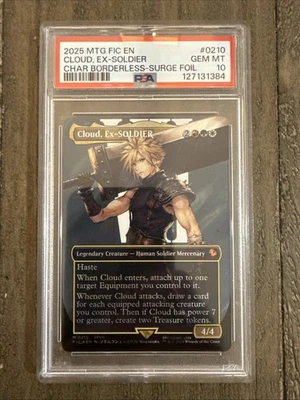 2025 MTG FIC EN #0210
CLOUD, EX-SOLDIER GEM MT
CHAR BORDERLESS-SURGE FOIL 10
PSA 127131384
Cloud, Ex-SOLDIER
Legendary Creature — Human Soldier Mercenary
Haste
When Cloud enters, attach up to one
target Equipment you control to it.
Whenever Cloud attacks, draw a card
for each equipped attacking creature
you control. Then if Cloud has power 7
or greater, create two Treasure tokens.
4/4